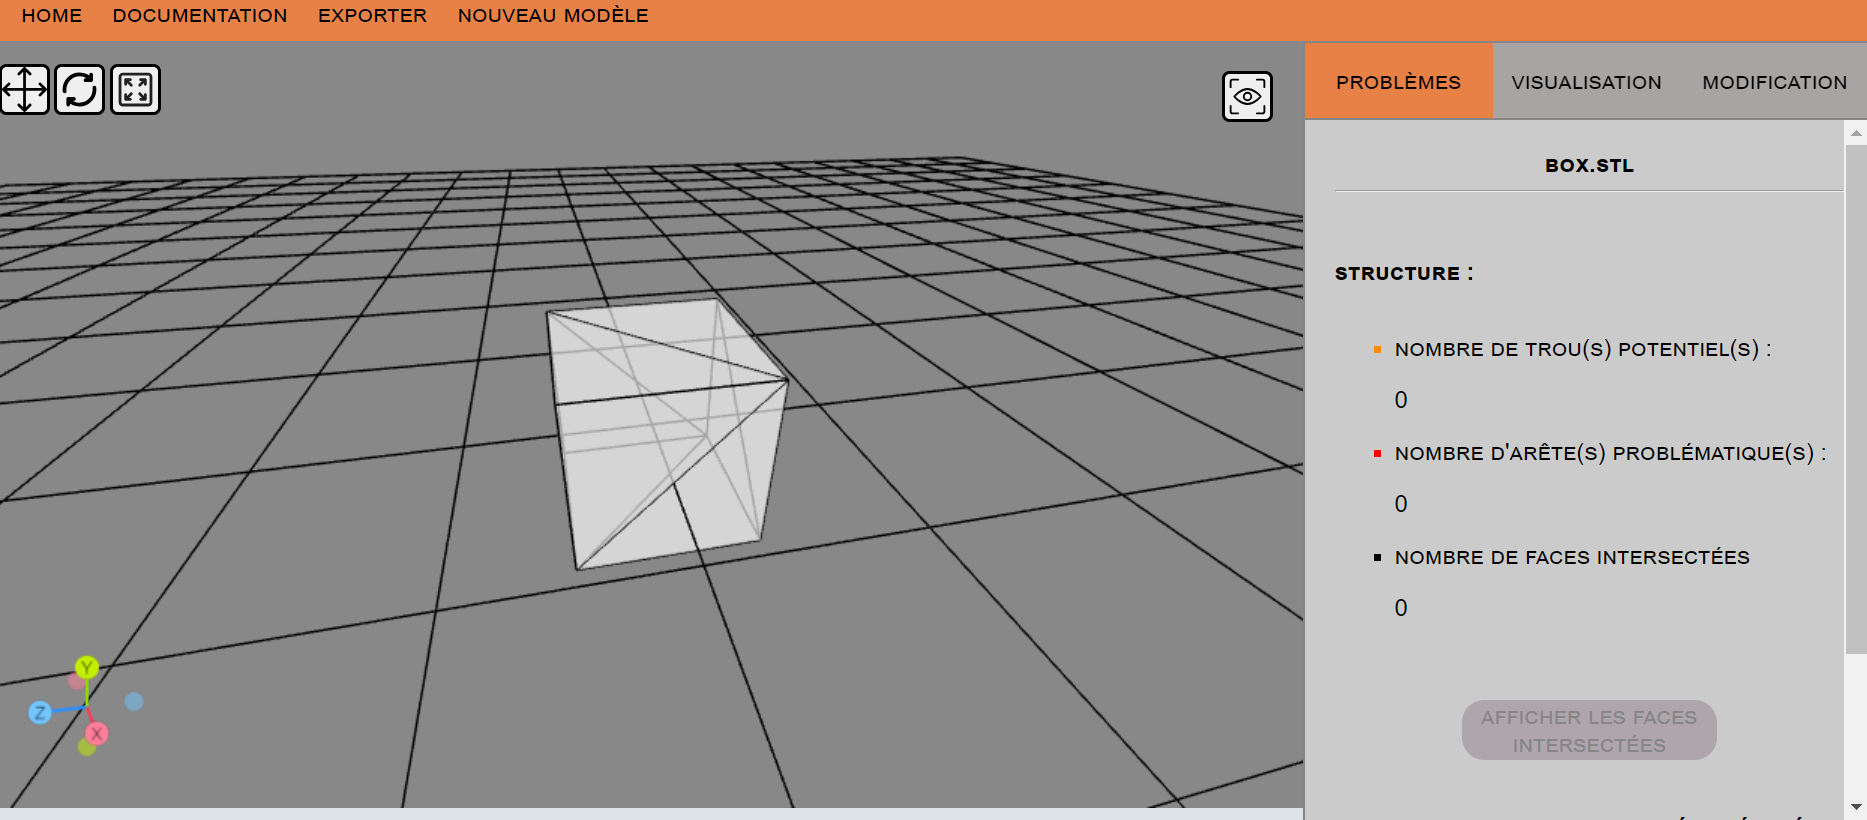 HOME DOCUMENTATION EXPORTER NOUVEAU MODÈLE
PROBLÈMES VISUALISATION MODIFICATION
BOX.STL
STRUCTURE :
NOMBRE DE TROU(S) POTENTIEL(S) :
0
NOMBRE D'ARÊTE(S) PROBLÉMATIQUE(S) :
0
NOMBRE DE FACES INTERSECTÉES
0
AFFICHER LES FACES
INTERSECTÉES
Y
Z
X